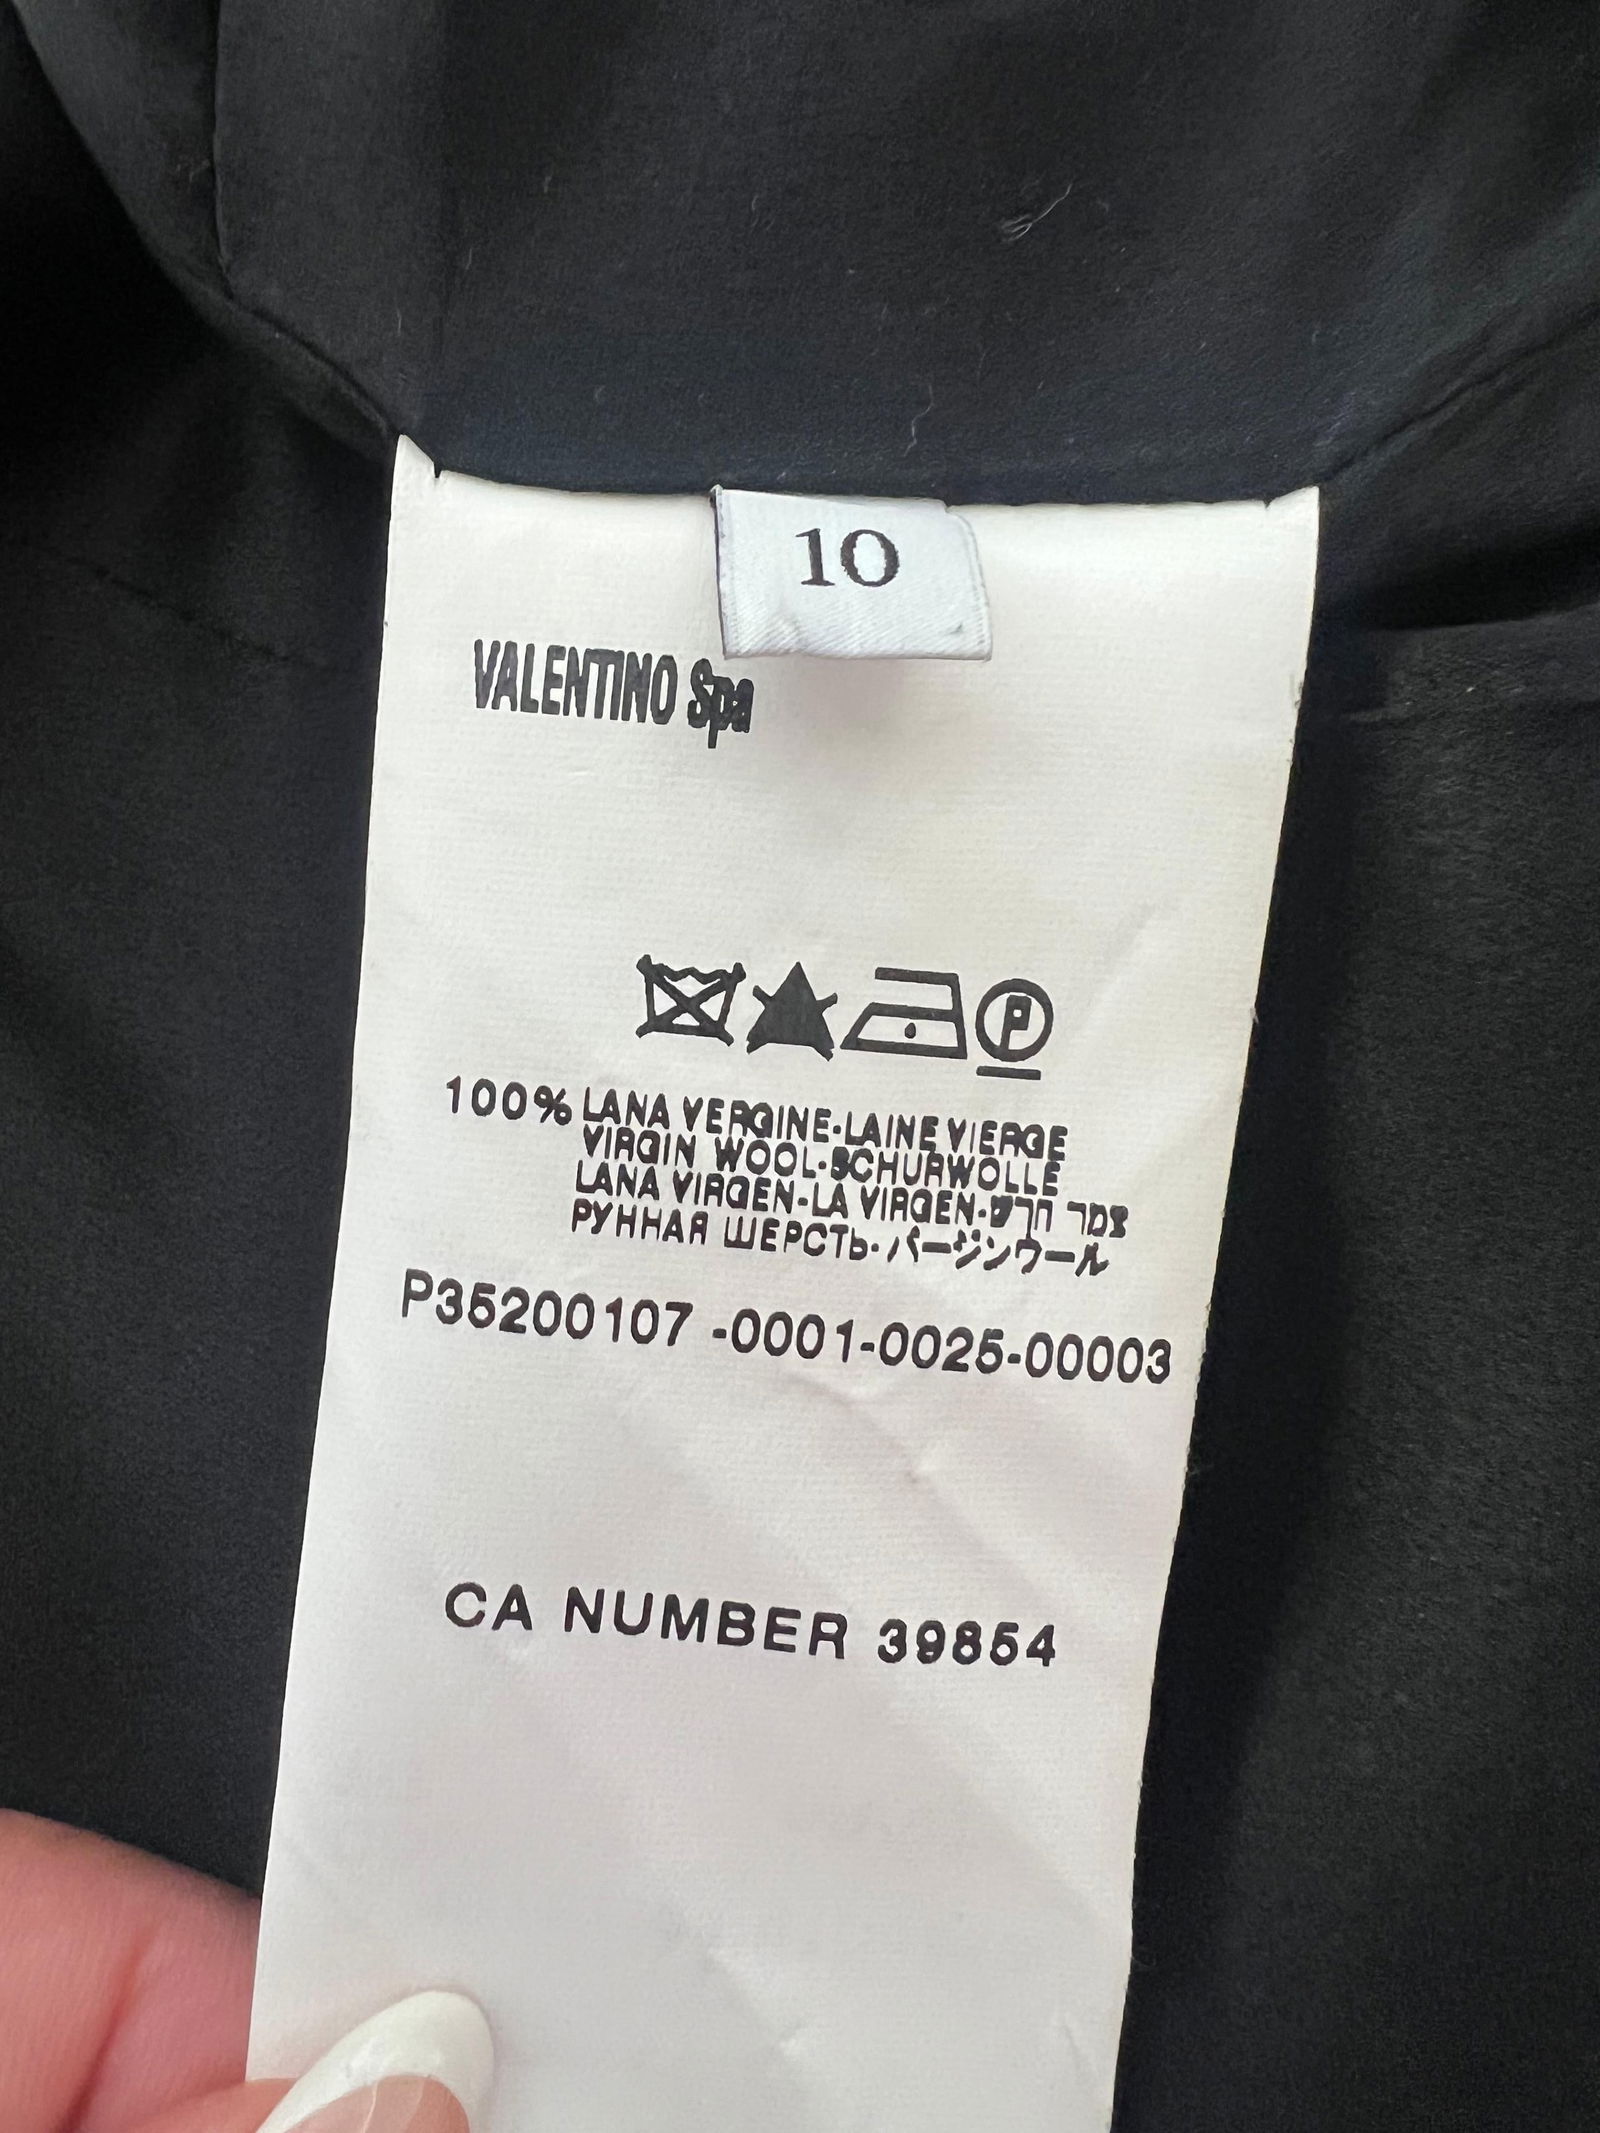 10
VALENTINO Spa
P
100% LANA VERGINE-LAINE VIERGE
VIRGIN WOOL-SCHURWOLLE
LANA VIRGEN-LA VIRGEN-צמר חדש
РУННАЯ ШЕРСТЬ-バージンウール
P35200107 -0001-0025-00003
CA NUMBER 39854